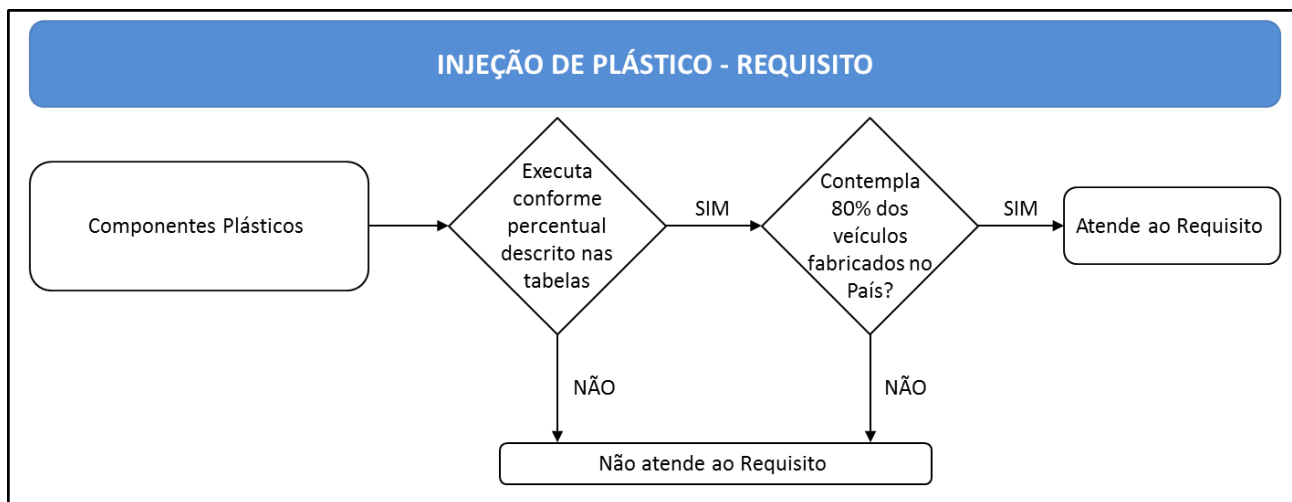 INJEÇÃO DE PLÁSTICO - REQUISITO
Componentes Plásticos
Executa
conforme
percentual
descrito nas
tabelas
SIM
Contempla
80% dos
veículos
fabricados no
País?
SIM
Atende ao Requisito
NÃO
NÃO
Não atende ao Requisito